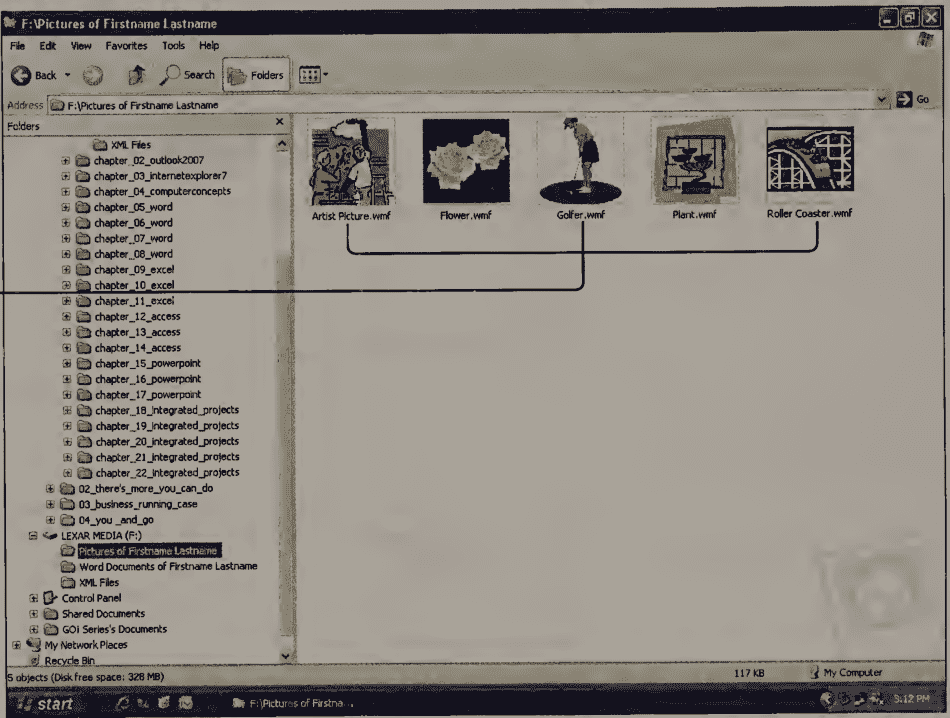 F:\Pictures of Firstname Lastname
File Edit View Favorites Tools Help
Back Search Folders
Address F:\Pictures of Firstname Lastname Go
Folders
XML Files
chapter_02_outlook2007
chapter_03_internetexplorer7
chapter_04_computerconcepts
chapter_05_word
chapter_06_word
chapter_07_word
chapter_08_word
chapter_09_excel
chapter_10_excel
chapter_11_excel
chapter_12_access
chapter_13_access
chapter_14_access
chapter_15_powerpoint
chapter_16_powerpoint
chapter_17_powerpoint
chapter_18_integrated_projects
chapter_19_integrated_projects
chapter_20_integrated_projects
chapter_21_integrated_projects
chapter_22_integrated_projects
02_there's_more_you_can_do
03_business_running_case
04_you _and_go
LEXAR MEDIA (F:)
Pictures of Firstname Lastname
Word Documents of Firstname Lastname
XML Files
Control Panel
Shared Documents
GO! Series's Documents
My Network Places
Recycle Bin
Artist Picture.wmf Flower.wmf Golfer.wmf Plant.wmf Roller Coaster.wmf
5 objects (Disk free space: 328 MB) 117 KB My Computer
start F:\Pictures of Firstna... 3:12 PM